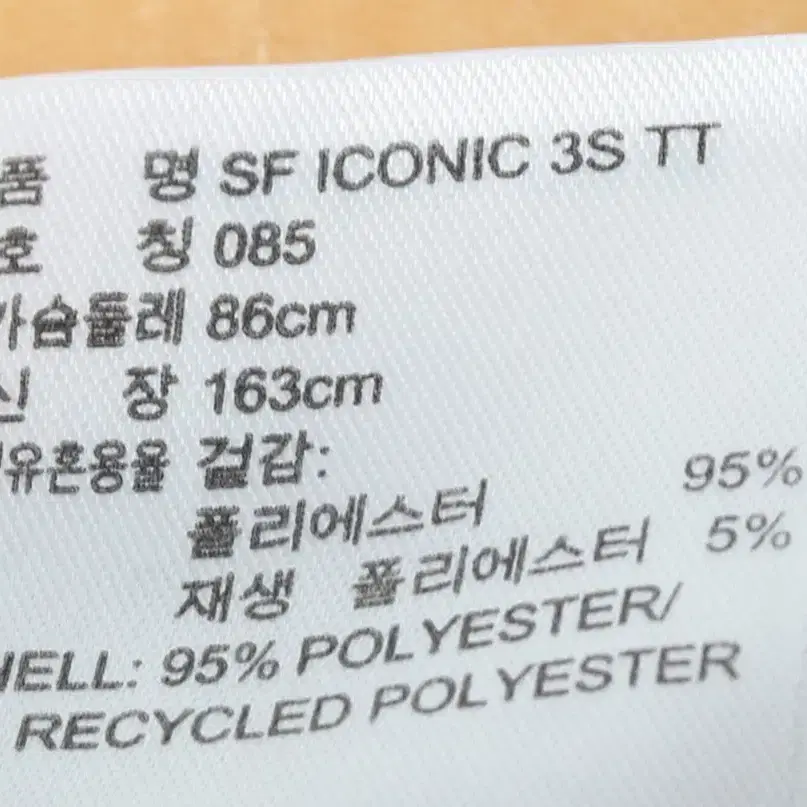 품 명 SF ICONIC 3S TT
호 칭 085
가슴둘레 86cm
신 장 163cm
유혼용율 겉감:
폴리에스터 95%
재생 폴리에스터 5%
HELL: 95% POLYESTER/
RECYCLED POLYESTER